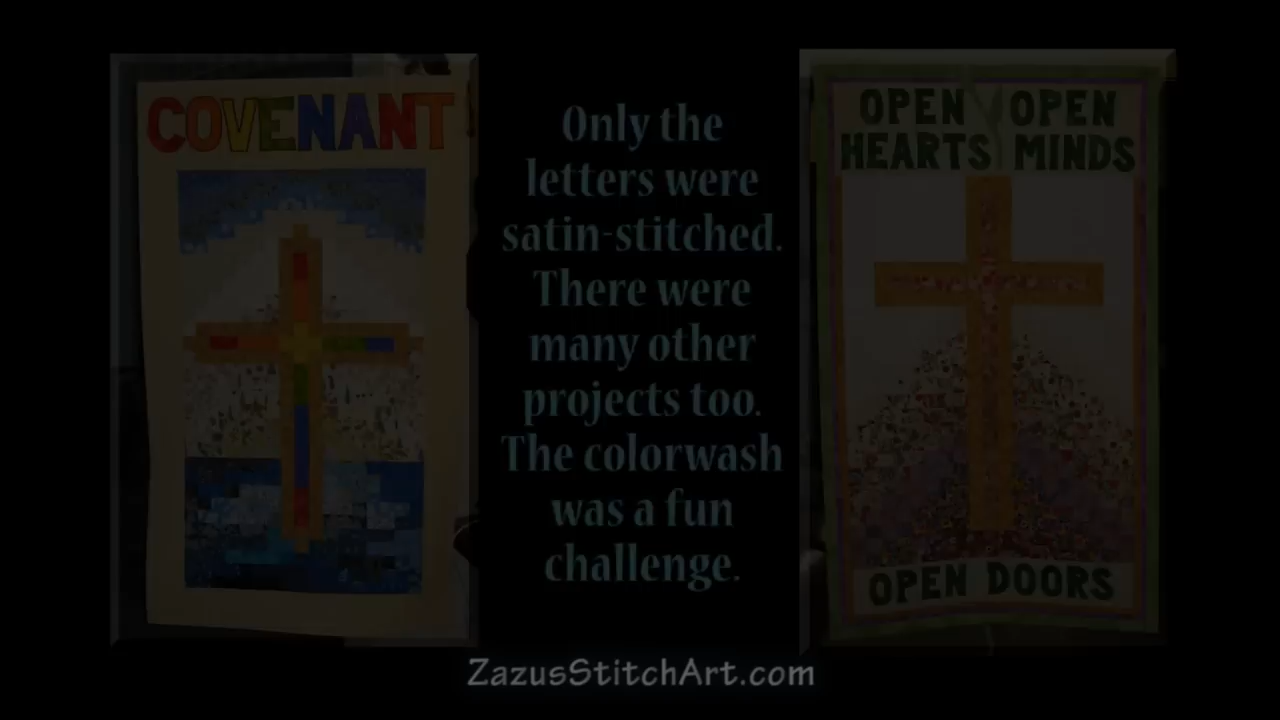 COVENANT
Only the
letters were
satin-stitched.
There were
many other
projects too.
The colorwash
was a fun
challenge.
OPEN OPEN
HEARTS MINDS
OPEN DOORS
ZazusStitchArt.com